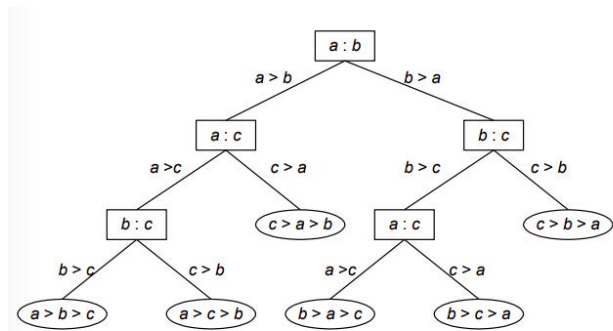 a : b
a > b
b > a
a : c
b : c
a >c
c > a
b > c
c > b
b : c
c > a > b
a : c
c > b > a
b > c
c > b
a >c
c > a
a > b > c
a > c > b
b > a > c
b > c > a